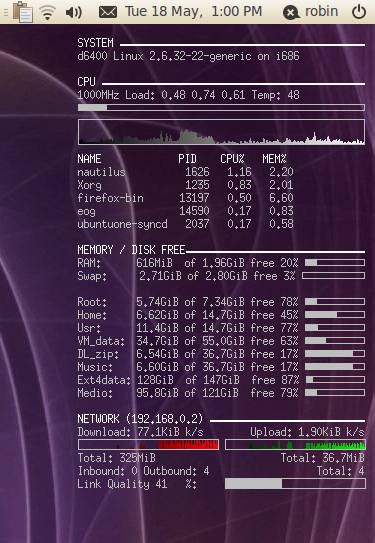 Tue 18 May, 1:00 PM robin
SYSTEM
d6400 Linux 2.6.32-22-generic on i686
CPU
1000MHz Load: 0.48 0.74 0.61 Temp: 48
NAME PID CPU% MEM%
nautilus 1626 1.16 2.20
Xorg 1235 0.83 2.01
firefox-bin 13197 0.50 6.60
eog 14590 0.17 0.83
ubuntuone-syncd 2037 0.17 0.58
MEMORY / DISK FREE
RAM: 616MiB of 1.96GiB free 20%
Swap: 2.71GiB of 2.80GiB free 3%
Root: 5.74GiB of 7.34GiB free 78%
Home: 6.62GiB of 14.7GiB free 45%
Usr: 11.4GiB of 14.7GiB free 77%
VM_data: 34.7GiB of 55.0GiB free 63%
DL_zip: 6.54GiB of 36.7GiB free 17%
Music: 6.60GiB of 36.7GiB free 17%
Ext4data: 128GiB of 147GiB free 87%
Medio: 95.8GiB of 121GiB free 79%
NETWORK (192.168.0.2)
Download: 77.1KiB k/s Upload: 1.90KiB k/s
Total: 325MiB Total: 36.7MiB
Inbound: 0 Outbound: 4 Total: 4
Link Quality 41 %: